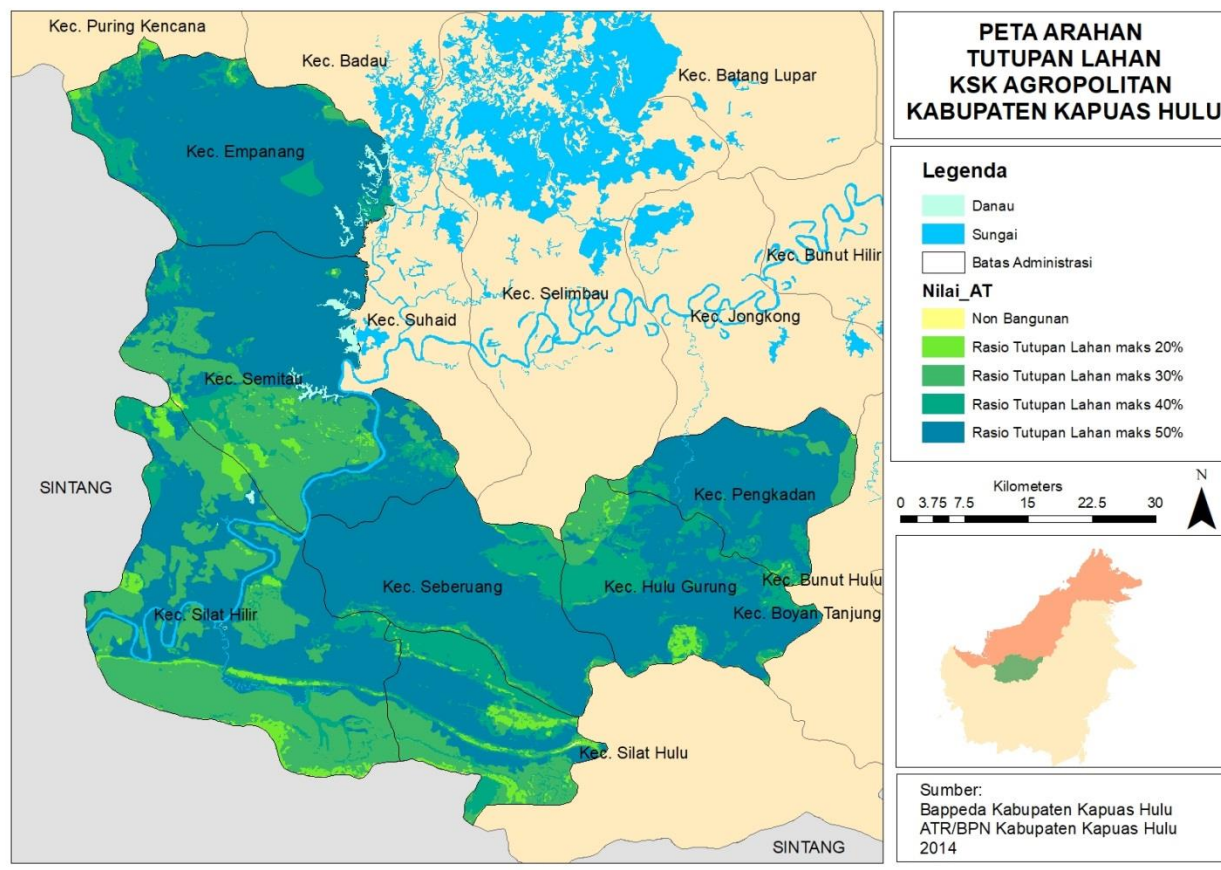 Kec. Puring Kencana
Kec. Badau
Kec. Batang Lupar
Kec. Empanang
Kec. Bunut Hilir
Kec. Selimbau
Kec. Suhaid
Kec. Jongkong
Kec. Semitau
SINTANG
Kec. Pengkadan
Kec. Seberuang
Kec. Hulu Gurung
Kec. Bunut Hulu
Kec. Silat Hilir
Kec. Boyan Tanjung
Kec. Silat Hulu
SINTANG
PETA ARAHAN
TUTUPAN LAHAN
KSK AGROPOLITAN
KABUPATEN KAPUAS HULU
Legenda
Danau
Sungai
Batas Administrasi
Nilai_AT
Non Bangunan
Rasio Tutupan Lahan maks 20%
Rasio Tutupan Lahan maks 30%
Rasio Tutupan Lahan maks 40%
Rasio Tutupan Lahan maks 50%
Kilometers
0 3.75 7.5 15 22.5 30
N
Sumber:
Bappeda Kabupaten Kapuas Hulu
ATR/BPN Kabupaten Kapuas Hulu
2014